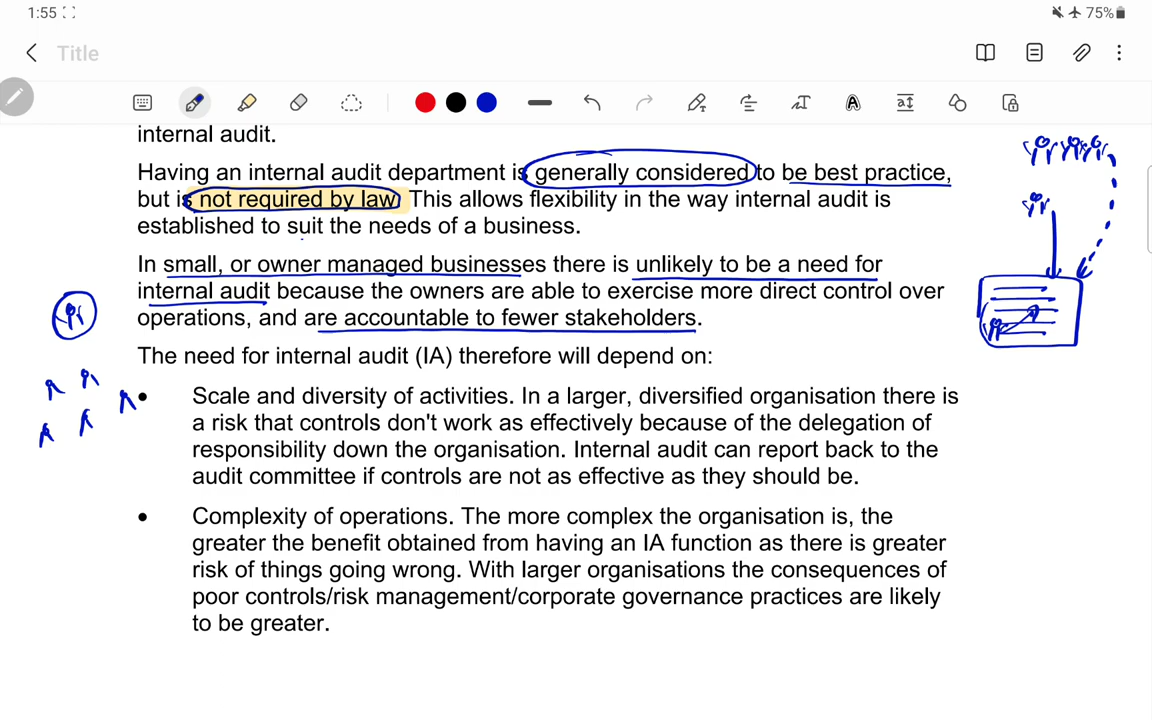 1:55
75%
Title
internal audit.
Having an internal audit department is generally considered to be best practice,
but is not required by law. This allows flexibility in the way internal audit is
established to suit the needs of a business.
In small, or owner managed businesses there is unlikely to be a need for
internal audit because the owners are able to exercise more direct control over
operations, and are accountable to fewer stakeholders.
The need for internal audit (IA) therefore will depend on:
• Scale and diversity of activities. In a larger, diversified organisation there is
a risk that controls don't work as effectively because of the delegation of
responsibility down the organisation. Internal audit can report back to the
audit committee if controls are not as effective as they should be.
• Complexity of operations. The more complex the organisation is, the
greater the benefit obtained from having an IA function as there is greater
risk of things going wrong. With larger organisations the consequences of
poor controls/risk management/corporate governance practices are likely
to be greater.